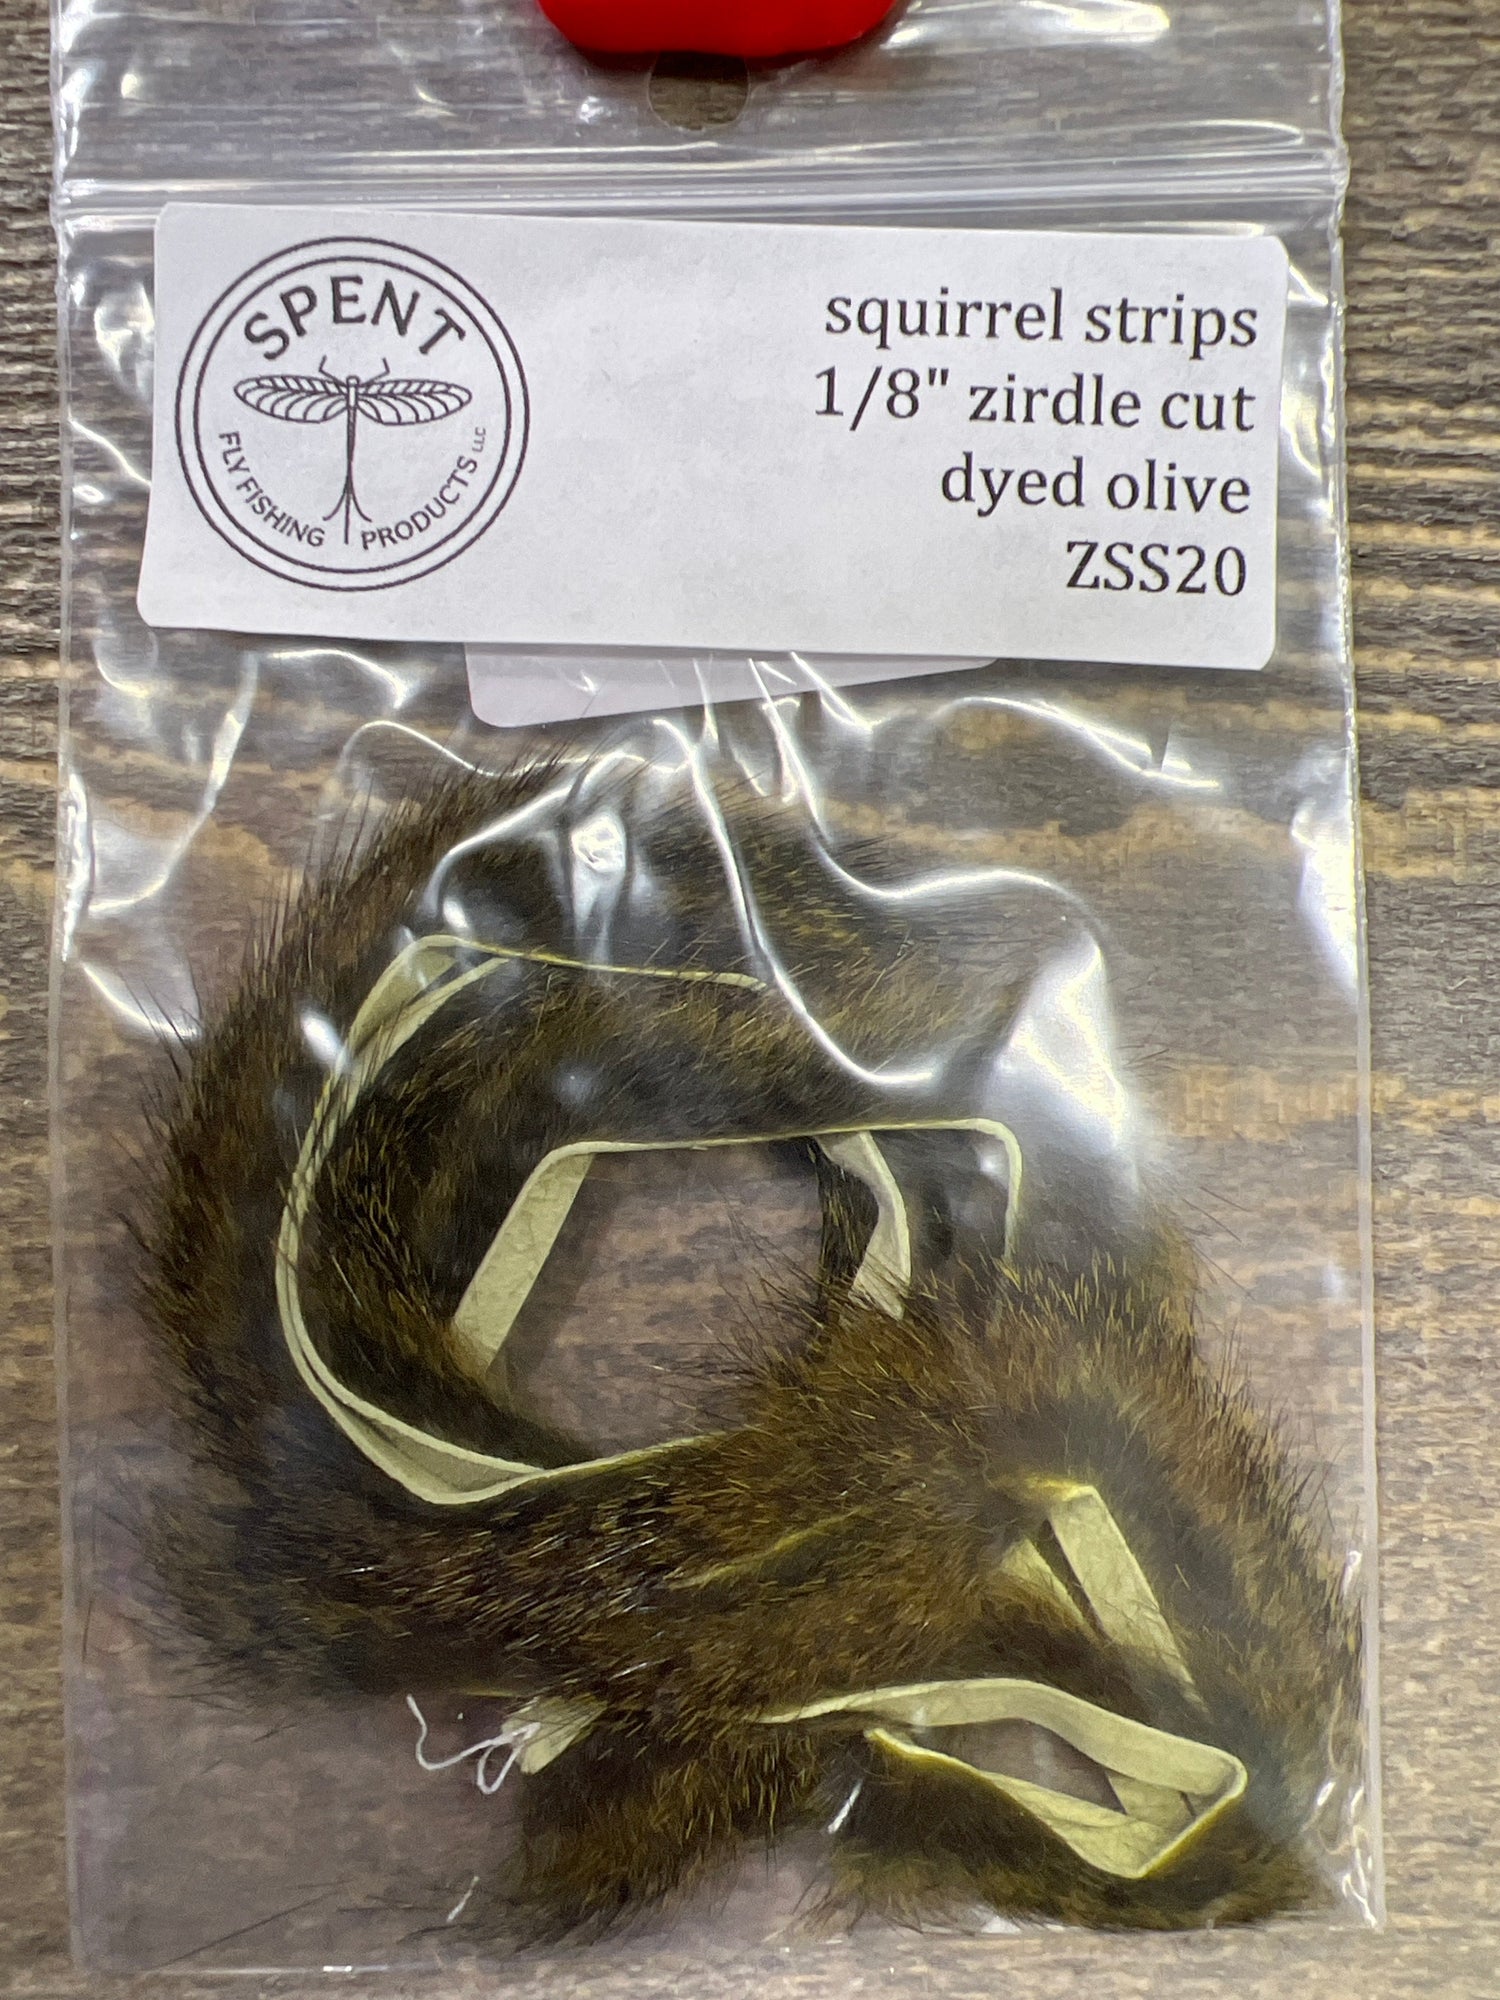 SPENT
FLY FISHING PRODUCTS LLC
squirrel strips
1/8" zirdle cut
dyed olive
ZSS20